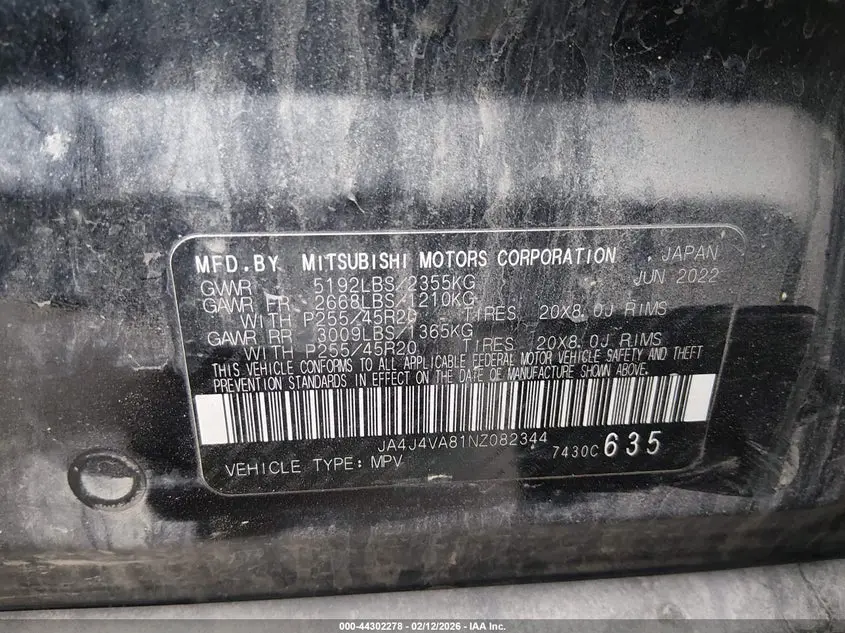 MFD.BY MITSUBISHI MOTORS CORPORATION JAPAN
GVWR 5192LBS/2355KG JUN 2022
GAWR FR 2668LBS/1210KG
WITH P255/45R20 TIRES 20X8.0J RIMS
GAWR RR 3009LBS/1365KG
WITH P255/45R20 TIRES 20X8.0J RIMS
THIS VEHICLE CONFORMS TO ALL APPLICABLE FEDERAL MOTOR VEHICLE SAFETY AND THEFT
PREVENTION STANDARDS IN EFFECT ON THE DATE OF MANUFACTURE SHOWN ABOVE.
JA4J4VA81NZ082344
VEHICLE TYPE: MPV 7430C 635
000-44302278 - 02/12/2026 - IAA Inc.